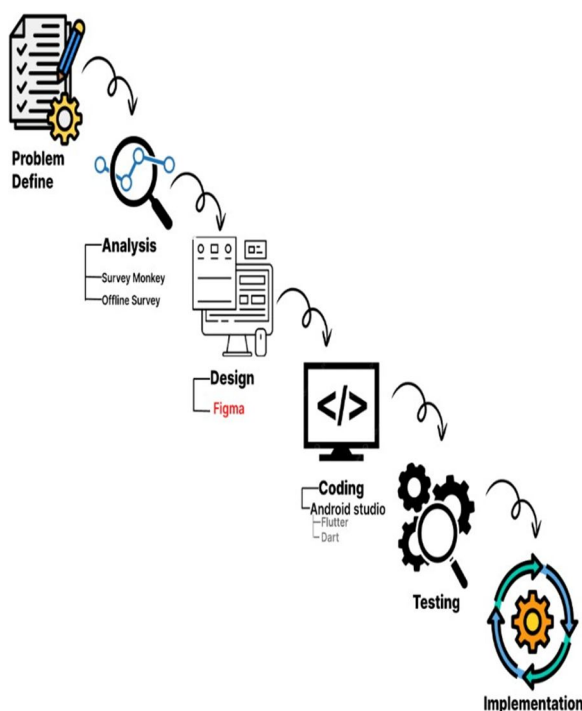 Problem
Define
Analysis
Survey Monkey
Offline Survey
Design
Figma
</>
Coding
Android studio
Flutter
Dart
Testing
Implementation